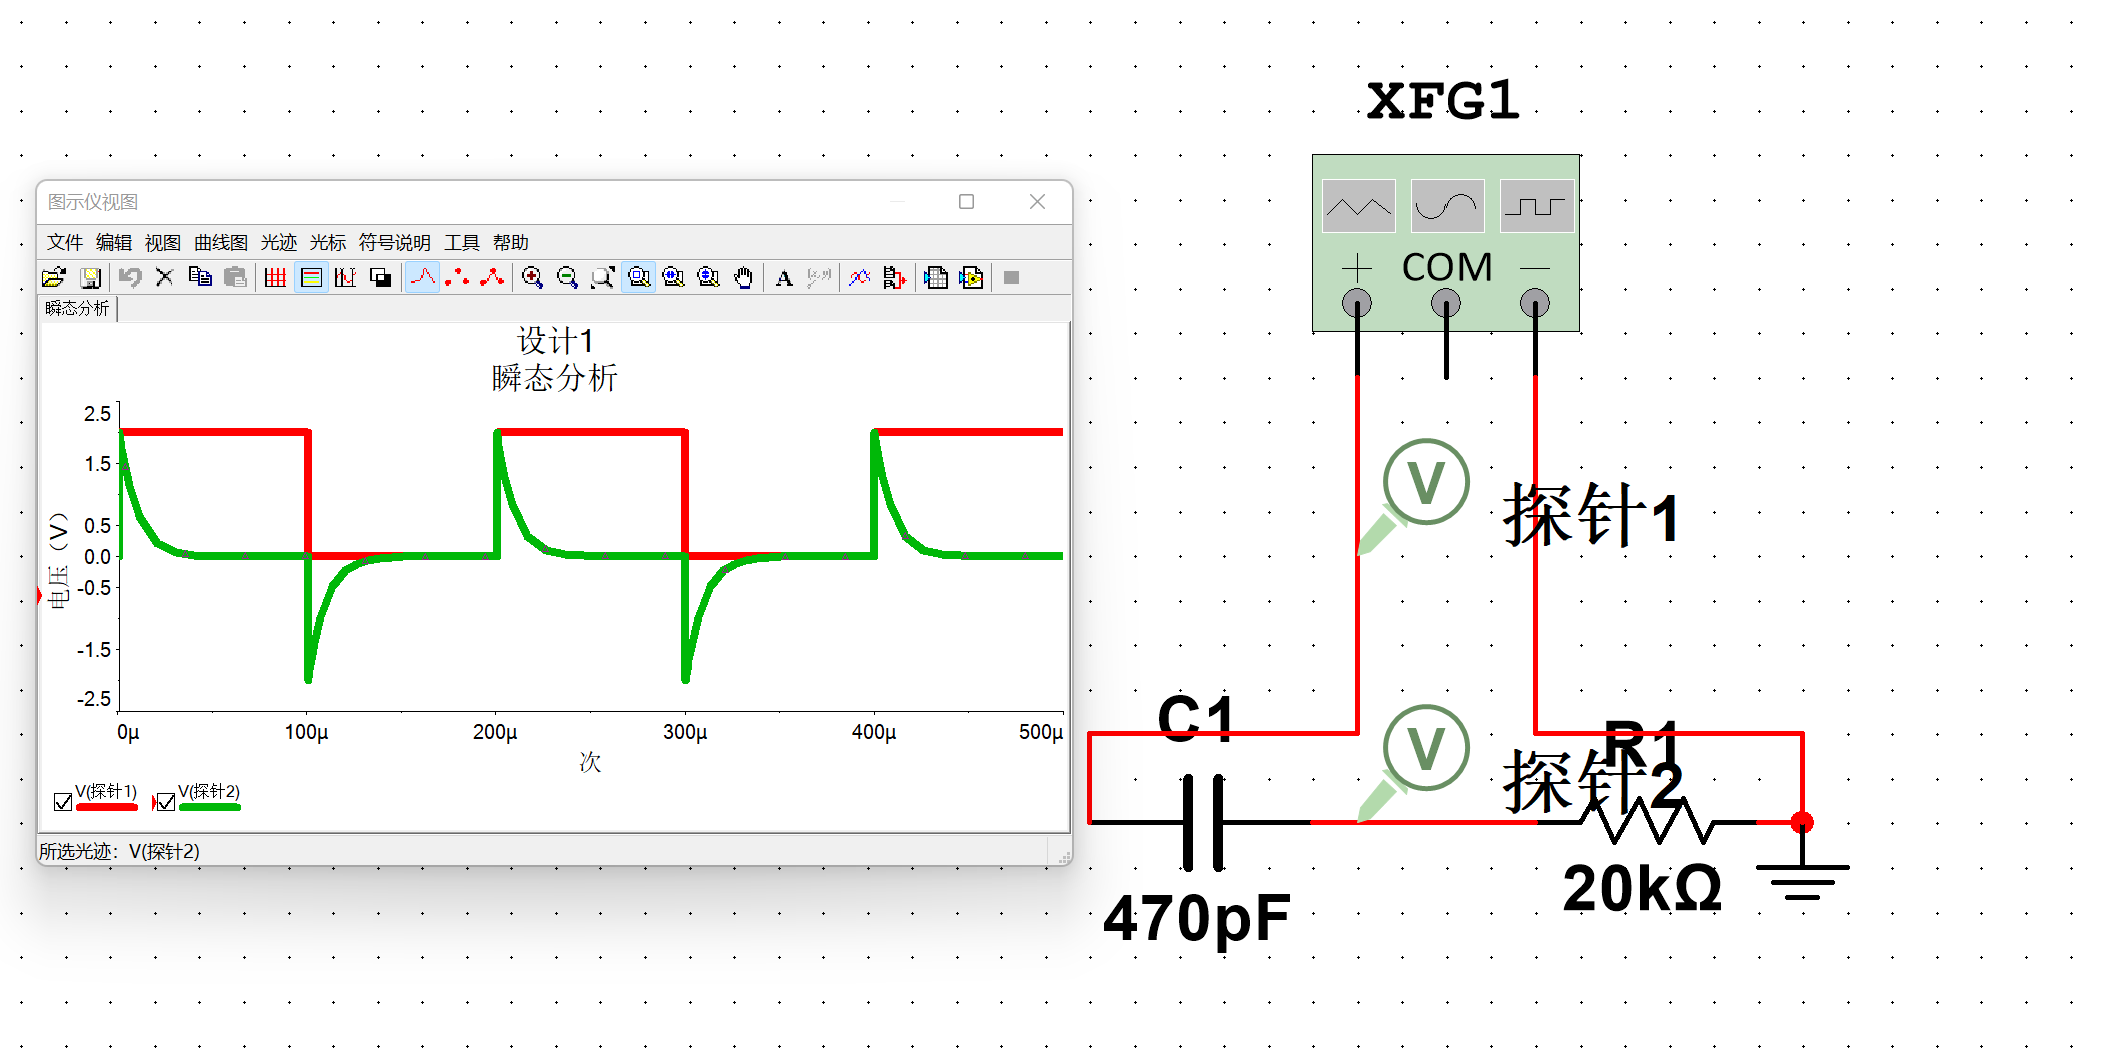 图示仪视图
文件 编辑 视图 曲线图 光迹 光标 符号说明 工具 帮助
瞬态分析
设计1
瞬态分析
2.5
1.5
0.5
0.0
-0.5
-1.5
-2.5
电压（V）
0μ 100μ 200μ 300μ 400μ 500μ
次
V(探针1) V(探针2)
所选光迹：V(探针2)
XFG1
COM
V
探针1
C1
V
R1
探针2
470pF
20kΩ